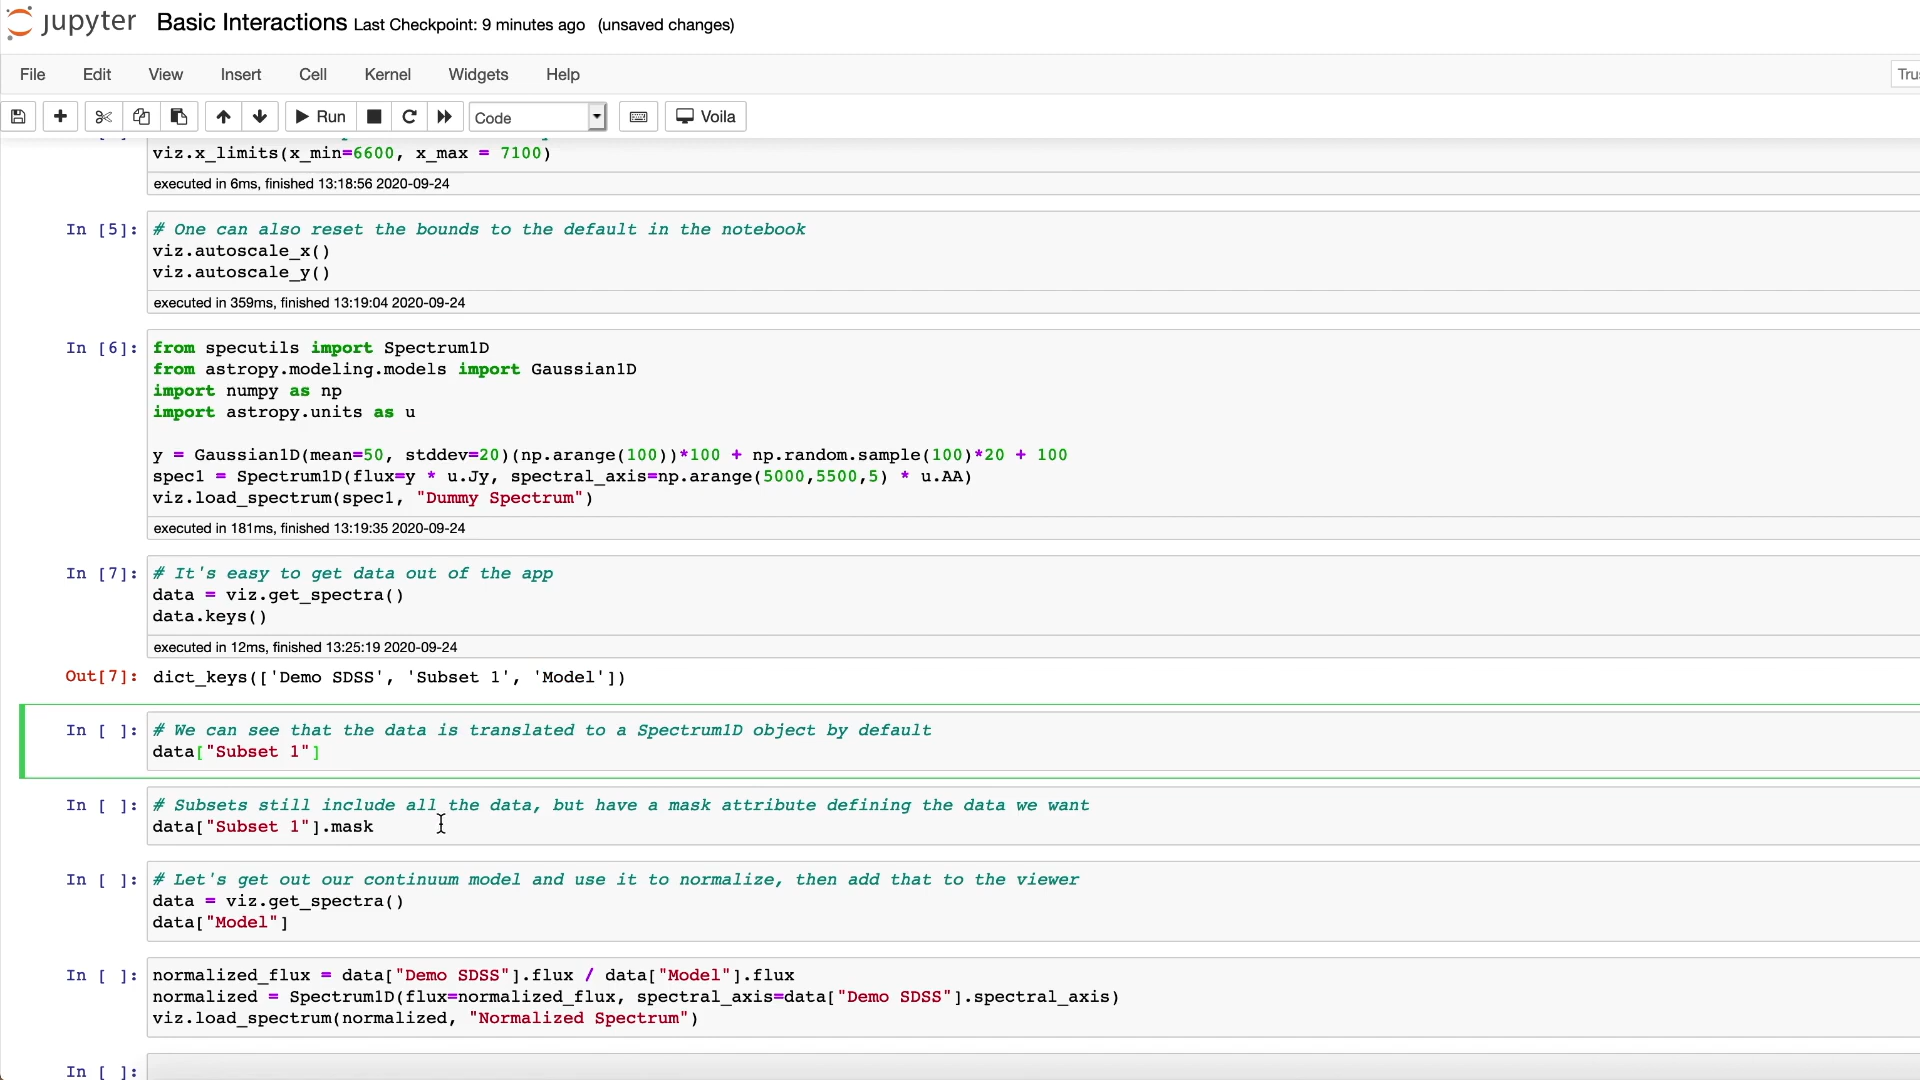 jupyter Basic Interactions Last Checkpoint: 9 minutes ago (unsaved changes)
File Edit View Insert Cell Kernel Widgets Help Trus
Run Code Voila
viz.x_limits(x_min=6600, x_max = 7100)
executed in 6ms, finished 13:18:56 2020-09-24
In [5]: # One can also reset the bounds to the default in the notebook
viz.autoscale_x()
viz.autoscale_y()
executed in 359ms, finished 13:19:04 2020-09-24
In [6]: from specutils import Spectrum1D
from astropy.modeling.models import Gaussian1D
import numpy as np
import astropy.units as u
y = Gaussian1D(mean=50, stddev=20)(np.arange(100))*100 + np.random.sample(100)*20 + 100
spec1 = Spectrum1D(flux=y * u.Jy, spectral_axis=np.arange(5000,5500,5) * u.AA)
viz.load_spectrum(spec1, "Dummy Spectrum")
executed in 181ms, finished 13:19:35 2020-09-24
In [7]: # It's easy to get data out of the app
data = viz.get_spectra()
data.keys()
executed in 12ms, finished 13:25:19 2020-09-24
Out[7]: dict_keys(['Demo SDSS', 'Subset 1', 'Model'])
In [ ]: # We can see that the data is translated to a Spectrum1D object by default
data["Subset 1"]
In [ ]: # Subsets still include all the data, but have a mask attribute defining the data we want
data["Subset 1"].mask
In [ ]: # Let's get out our continuum model and use it to normalize, then add that to the viewer
data = viz.get_spectra()
data["Model"]
In [ ]: normalized_flux = data["Demo SDSS"].flux / data["Model"].flux
normalized = Spectrum1D(flux=normalized_flux, spectral_axis=data["Demo SDSS"].spectral_axis)
viz.load_spectrum(normalized, "Normalized Spectrum")
In [ ]: